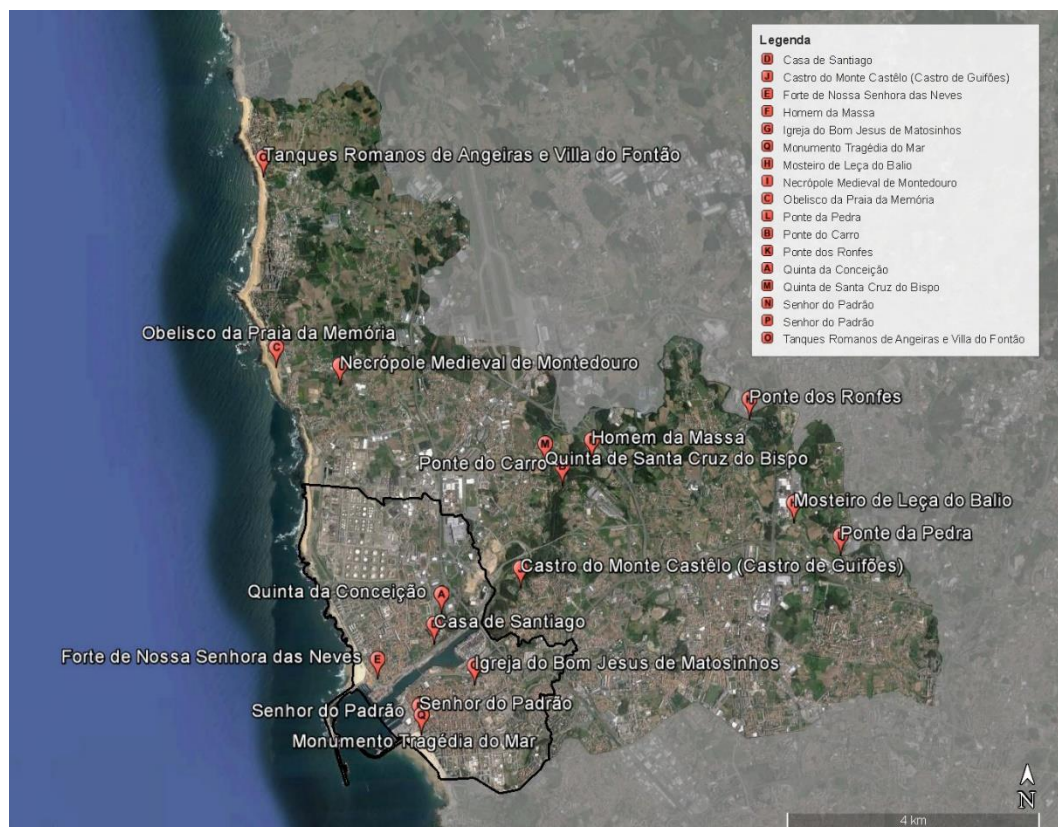 Legenda
D Casa de Santiago
J Castro do Monte Castêlo (Castro de Guifões)
E Forte de Nossa Senhora das Neves
F Homem da Massa
G Igreja do Bom Jesus de Matosinhos
Q Monumento Tragédia do Mar
H Mosteiro de Leça do Balio
I Necrópole Medieval de Montedouro
C Obelisco da Praia da Memória
L Ponte da Pedra
B Ponte do Carro
K Ponte dos Ronfes
A Quinta da Conceição
M Quinta de Santa Cruz do Bispo
N Senhor do Padrão
P Senhor do Padrão
O Tanques Romanos de Angeiras e Villa do Fontão
Tanques Romanos de Angeiras e Villa do Fontão
Obelisco da Praia da Memória
C
Necrópole Medieval de Montedouro
Ponte dos Ronfes
M
Homem da Massa
Ponte do Carro
Quinta de Santa Cruz do Bispo
Mosteiro de Leça do Balio
Ponte da Pedra
Castro do Monte Castêlo (Castro de Guifões)
Quinta da Conceição A
Casa de Santiago
Forte de Nossa Senhora das Neves E
Igreja do Bom Jesus de Matosinhos
Senhor do Padrão
Senhor do Padrão
Q
Monumento Tragédia do Mar
N
4 km